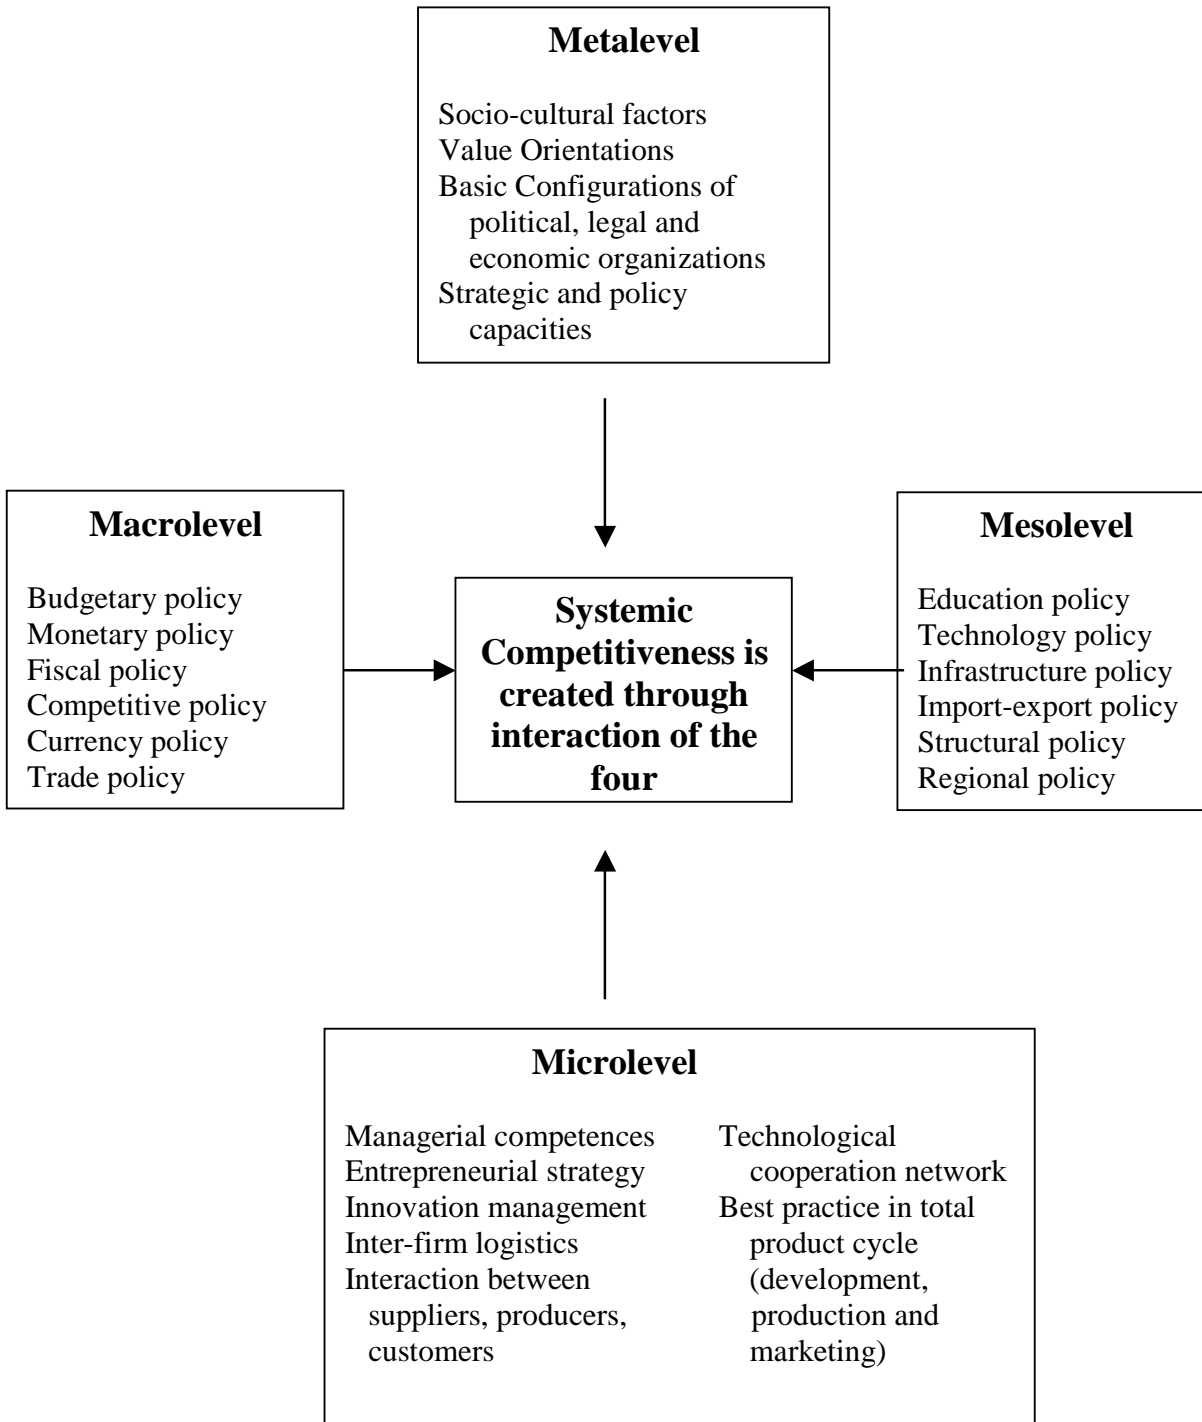 Metalevel
Socio-cultural factors
Value Orientations
Basic Configurations of
political, legal and
economic organizations
Strategic and policy
capacities
Macrolevel
Budgetary policy
Monetary policy
Fiscal policy
Competitive policy
Currency policy
Trade policy
Systemic
Competitiveness is
created through
interaction of the
four
Mesolevel
Education policy
Technology policy
Infrastructure policy
Import-export policy
Structural policy
Regional policy
Microlevel
Managerial competences
Entrepreneurial strategy
Innovation management
Inter-firm logistics
Interaction between
suppliers, producers,
customers
Technological
cooperation network
Best practice in total
product cycle
(development,
production and
marketing)